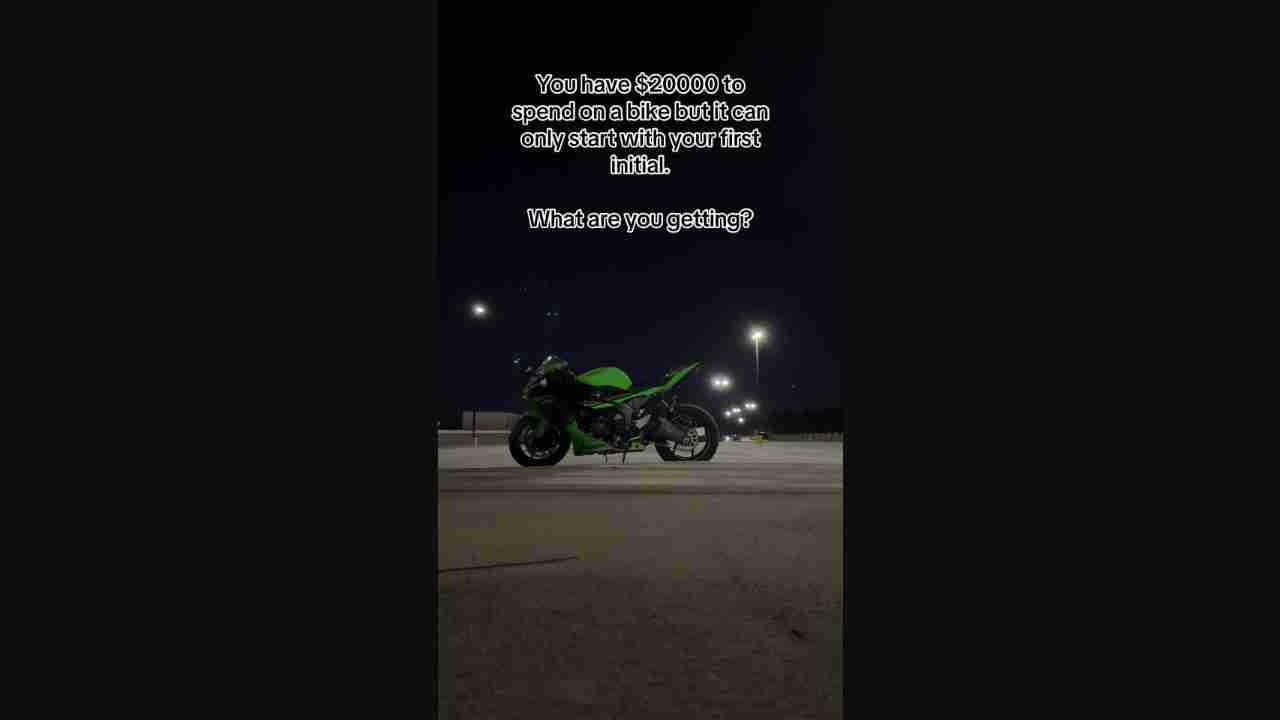 You have $20000 to
spend on a bike but it can
only start with your first
initial.
What are you getting?